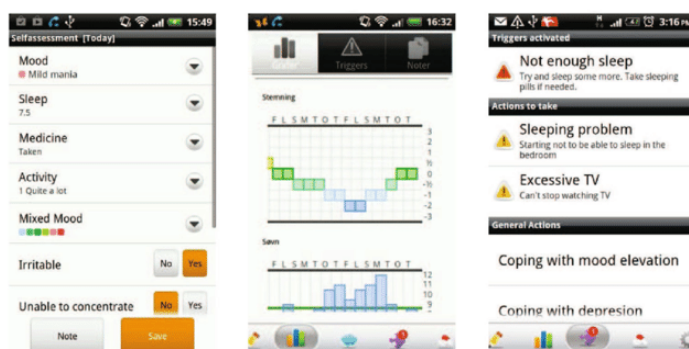 15:49
Selfassessment [Today]
Mood
Mild mania
Sleep
7.5
Medicine
Taken
Activity
1 Quite a lot
Mixed Mood
Irritable
No Yes
Unable to concentrate
No Yes
Note Save
16:32
Grafer Triggers Noter
Stemning
F L S M T O T F L S M T O T
3
2
1
½
0
-½
-1
-2
-3
Søvn
F L S M T O T F L S M T O T
12
11
10
9
3:16 PM
Triggers activated
Not enough sleep
Try and sleep some more. Take sleeping
pills if needed.
Actions to take
Sleeping problem
Starting not to be able to sleep in the
bedroom
Excessive TV
Can't stop watching TV
General Actions
Coping with mood elevation
Coping with depresion